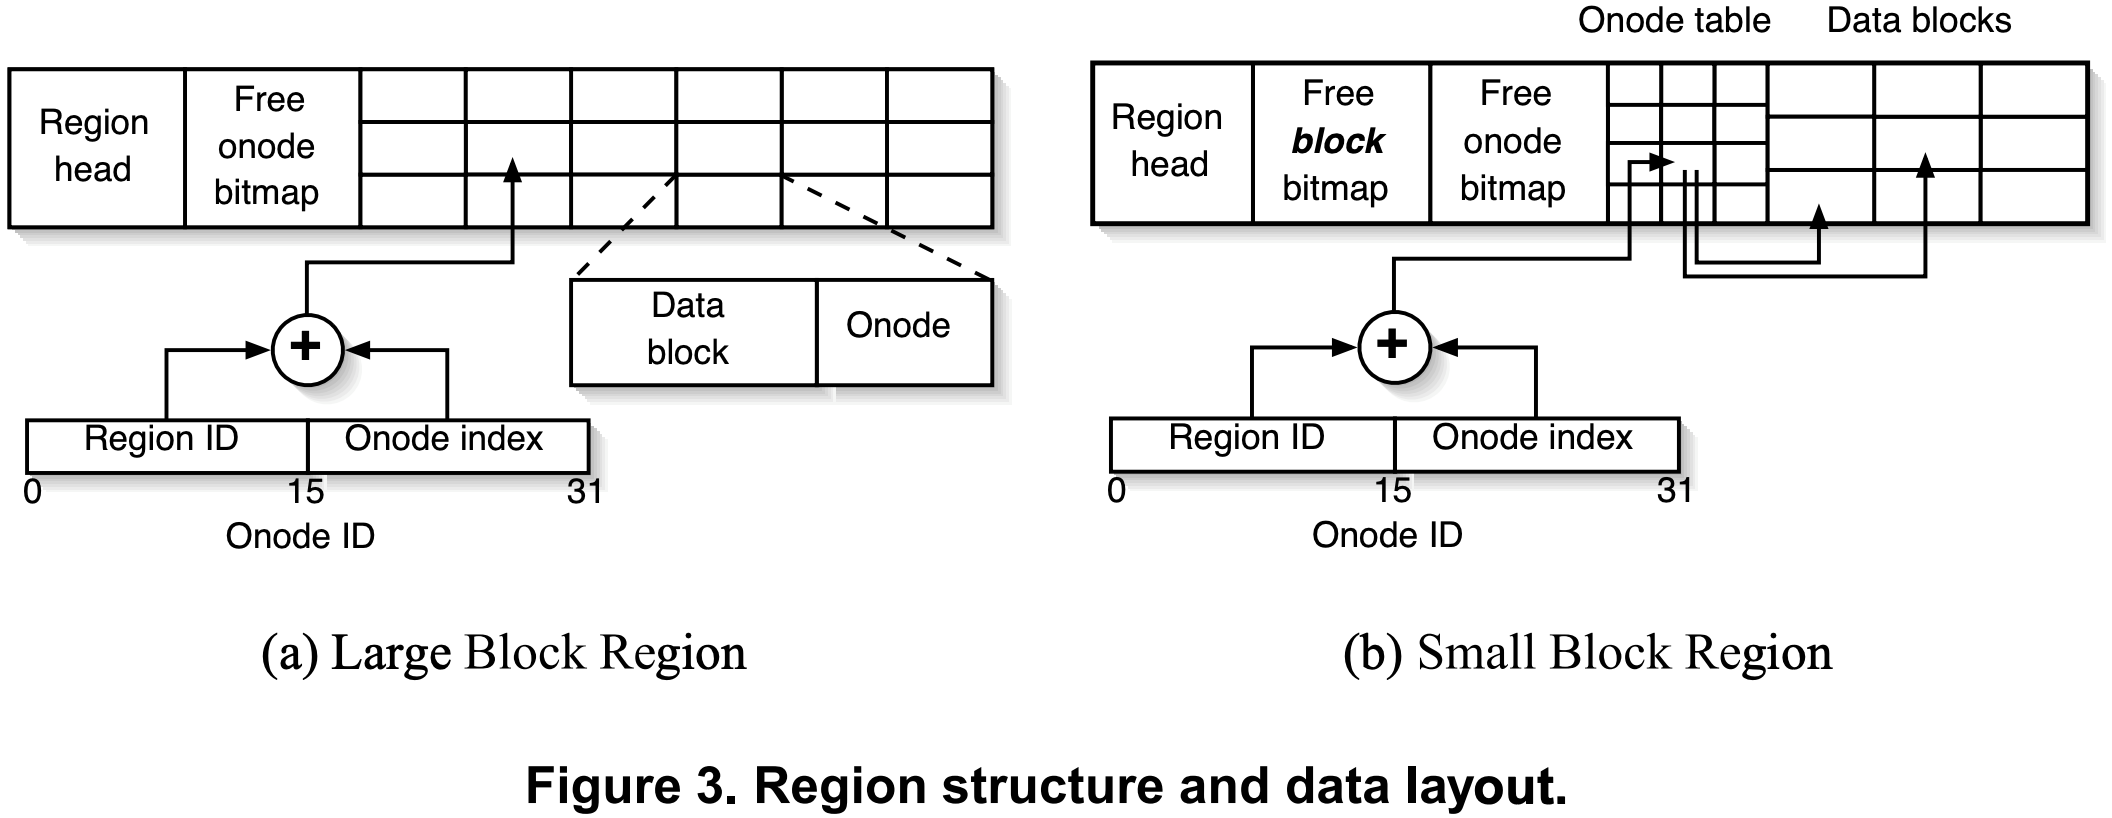 Region
head
Free
onode
bitmap
Data
block
Onode
+
Region ID
Onode index
0
15
31
Onode ID
(a) Large Block Region
Onode table
Data blocks
Region
head
Free
block
bitmap
Free
onode
bitmap
+
Region ID
Onode index
0
15
31
Onode ID
(b) Small Block Region
Figure 3. Region structure and data layout.